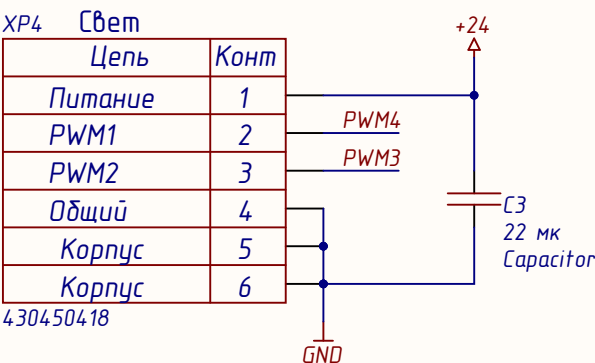 XP4 Свет
Цепь Конт
+24
Питание 1
PWM1 2 PWM4
PWM2 3 PWM3
Общий 4
C3
22 мк
Capacitor
Корпус 5
Корпус 6
430450418
GND